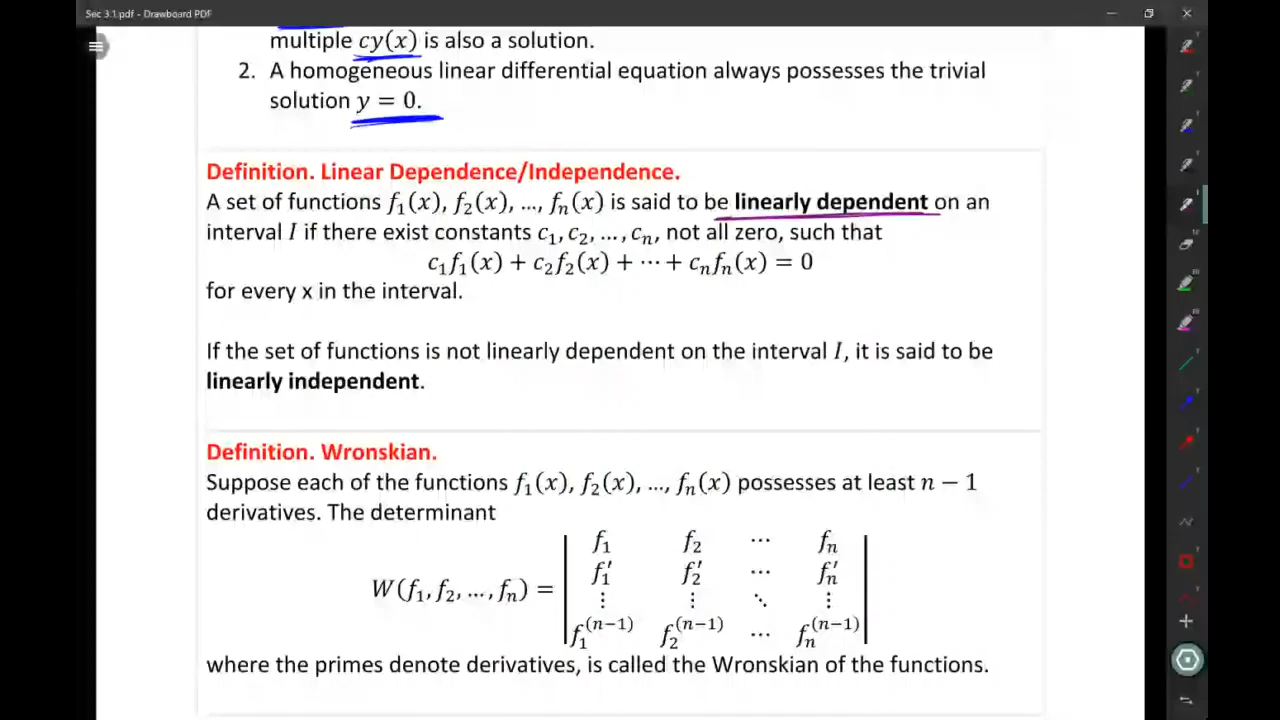 Sec 3.1.pdf - Drawboard PDF
multiple cy(x) is also a solution.
2. A homogeneous linear differential equation always possesses the trivial
solution y = 0.
Definition. Linear Dependence/Independence.
A set of functions f₁(x), f₂(x), ..., fₙ(x) is said to be linearly dependent on an
interval I if there exist constants c₁, c₂, ..., cₙ, not all zero, such that
c₁f₁(x) + c₂f₂(x) + ⋯ + cₙfₙ(x) = 0
for every x in the interval.
If the set of functions is not linearly dependent on the interval I, it is said to be
linearly independent.
Definition. Wronskian.
Suppose each of the functions f₁(x), f₂(x), ..., fₙ(x) possesses at least n − 1
derivatives. The determinant
f₁ f₂ ⋯ fₙ
f₁′ f₂′ ⋯ fₙ′
W(f₁, f₂, ..., fₙ) = ⋮ ⋮ ⋱ ⋮
f₁⁽ⁿ⁻¹⁾ f₂⁽ⁿ⁻¹⁾ ⋯ fₙ⁽ⁿ⁻¹⁾
where the primes denote derivatives, is called the Wronskian of the functions.